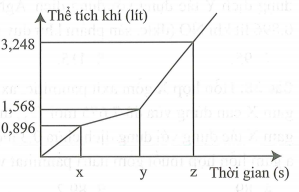 Thể tích khí (lít)
3,248
1,568
0,896
x y z Thời gian (s)